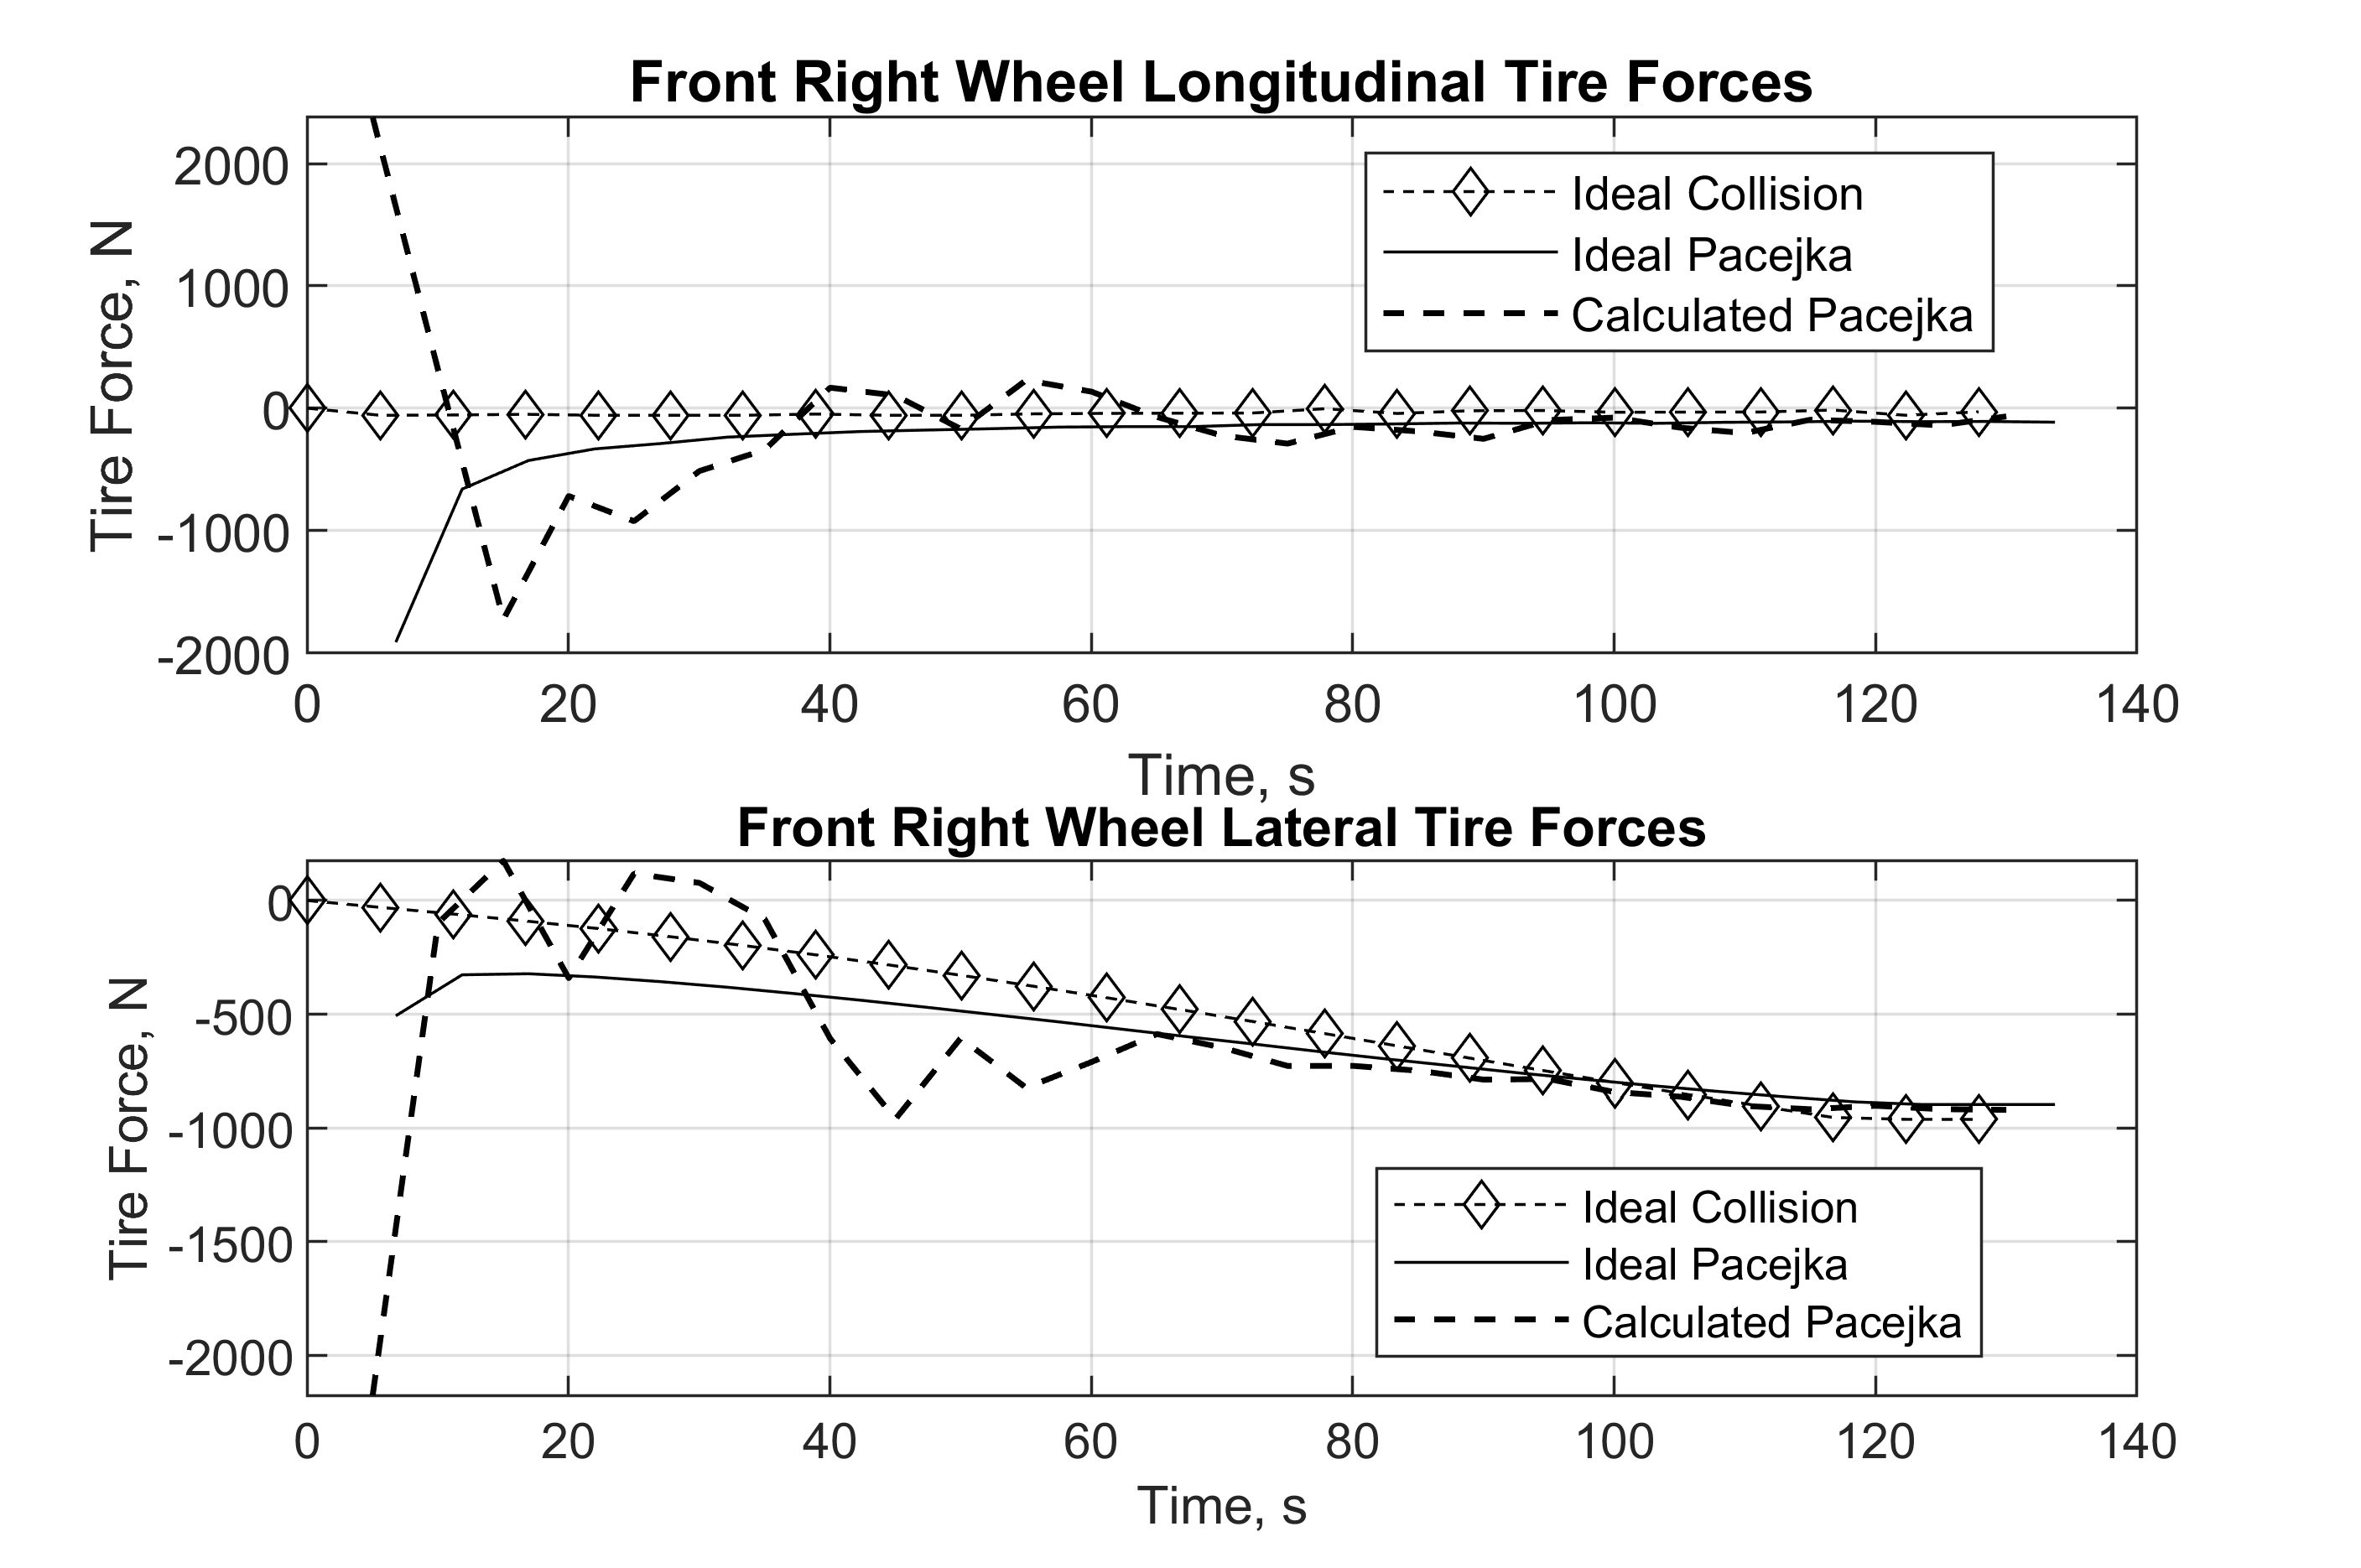 Front Right Wheel Longitudinal Tire Forces
2000
1000
0
-1000
-2000
Tire Force, N
Ideal Collision
Ideal Pacejka
Calculated Pacejka
0 20 40 60 80 100 120 140
Time, s
Front Right Wheel Lateral Tire Forces
0
-500
-1000
-1500
-2000
Tire Force, N
Ideal Collision
Ideal Pacejka
Calculated Pacejka
0 20 40 60 80 100 120 140
Time, s